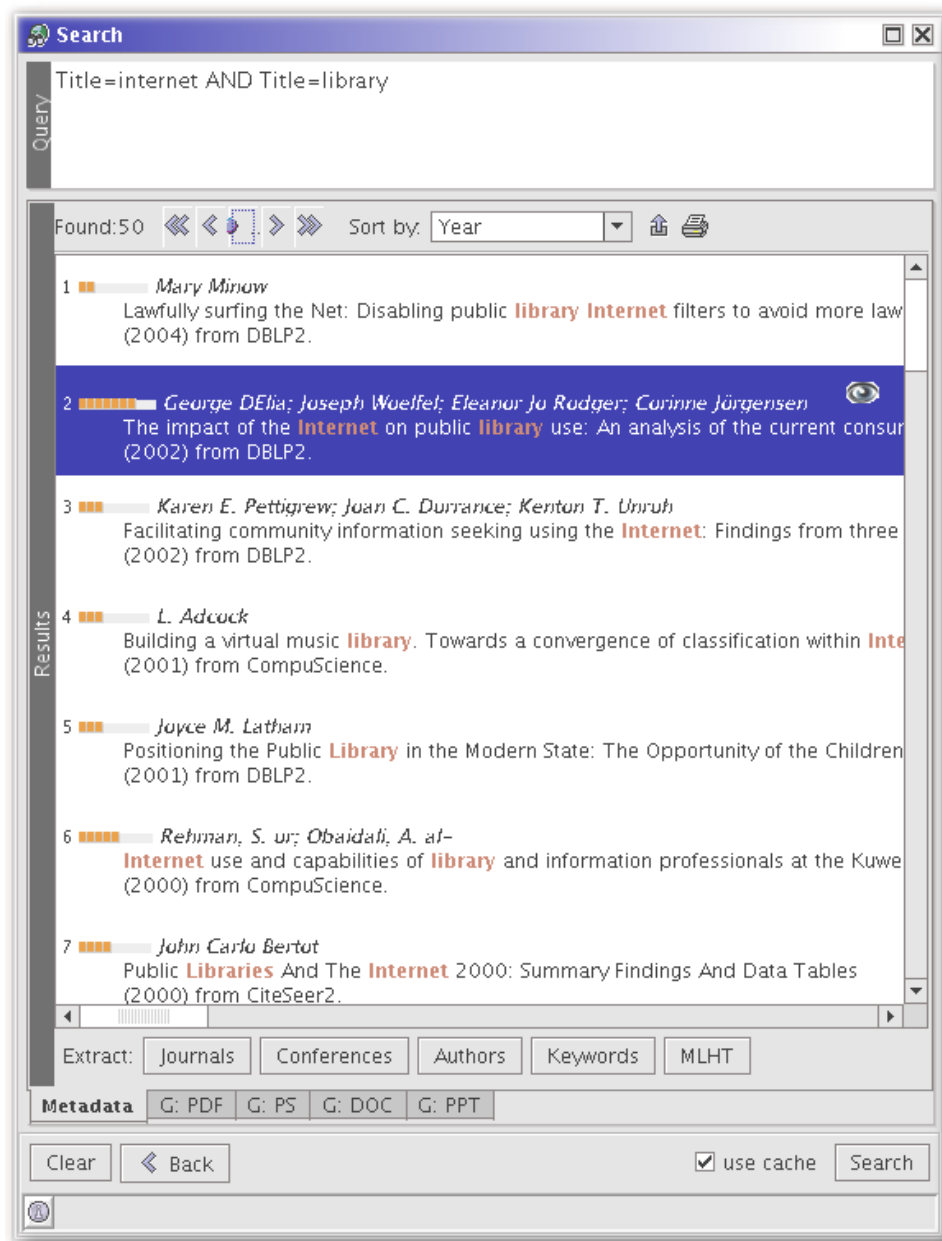 Search
Query
Title=internet AND Title=library
Results
Found:50
Sort by: Year
1 Mary Minow
Lawfully surfing the Net: Disabling public library Internet filters to avoid more law
(2004) from DBLP2.
2 George DElia; Joseph Woelfel; Eleanor Jo Rodger; Corinne Jörgensen
The impact of the Internet on public library use: An analysis of the current consur
(2002) from DBLP2.
3 Karen E. Pettigrew; Joan C. Durrance; Kenton T. Unruh
Facilitating community information seeking using the Internet: Findings from three
(2002) from DBLP2.
4 L. Adcock
Building a virtual music library. Towards a convergence of classification within Inte
(2001) from CompuScience.
5 Joyce M. Latham
Positioning the Public Library in the Modern State: The Opportunity of the Children
(2001) from DBLP2.
6 Rehman, S. ur; Obaidali, A. al-
Internet use and capabilities of library and information professionals at the Kuwe
(2000) from CompuScience.
7 John Carlo Bertot
Public Libraries And The Internet 2000: Summary Findings And Data Tables
(2000) from CiteSeer2.
Extract: Journals Conferences Authors Keywords MLHT
Metadata G: PDF G: PS G: DOC G: PPT
Clear Back use cache Search